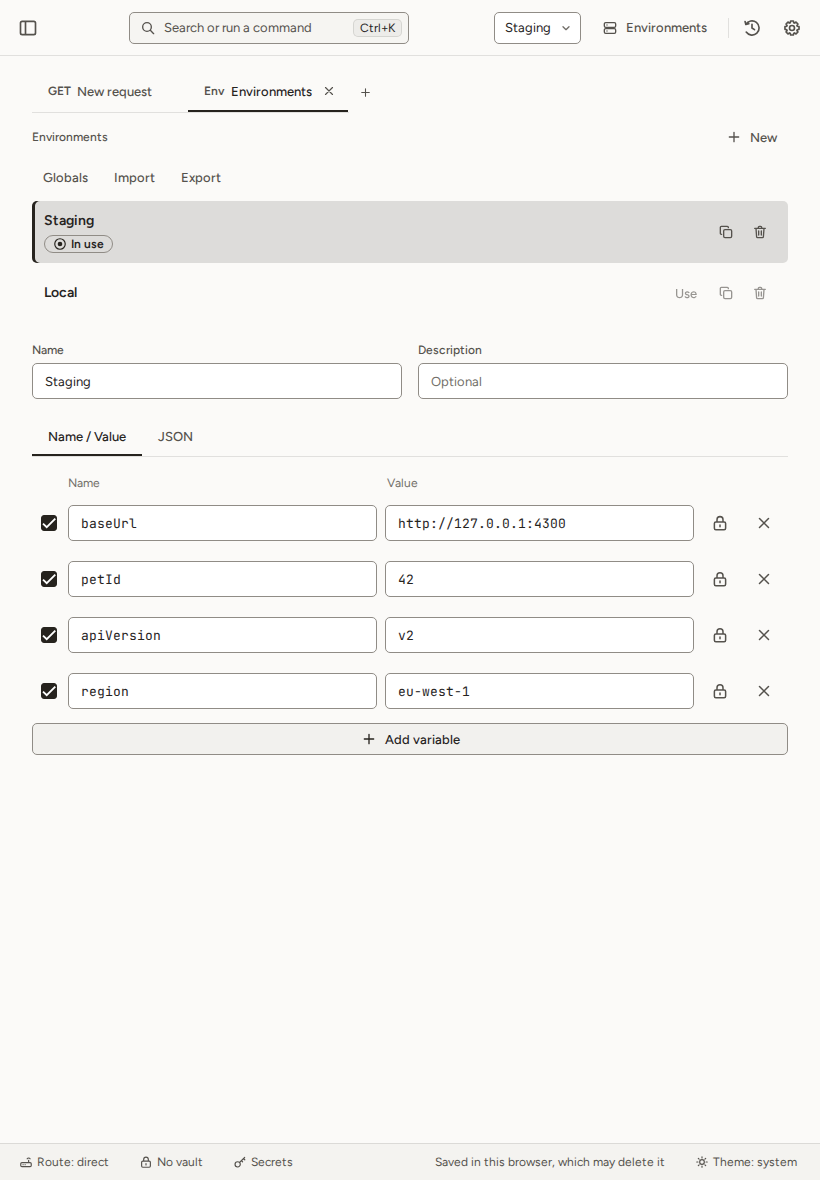 Search or run a command Ctrl+K Staging Environments
GET New request Env Environments
Environments New
Globals Import Export
Staging
In use
Local Use
Name Description
Staging Optional
Name / Value JSON
Name Value
baseUrl http://127.0.0.1:4300
petId 42
apiVersion v2
region eu-west-1
Add variable
Route: direct No vault Secrets Saved in this browser, which may delete it Theme: system